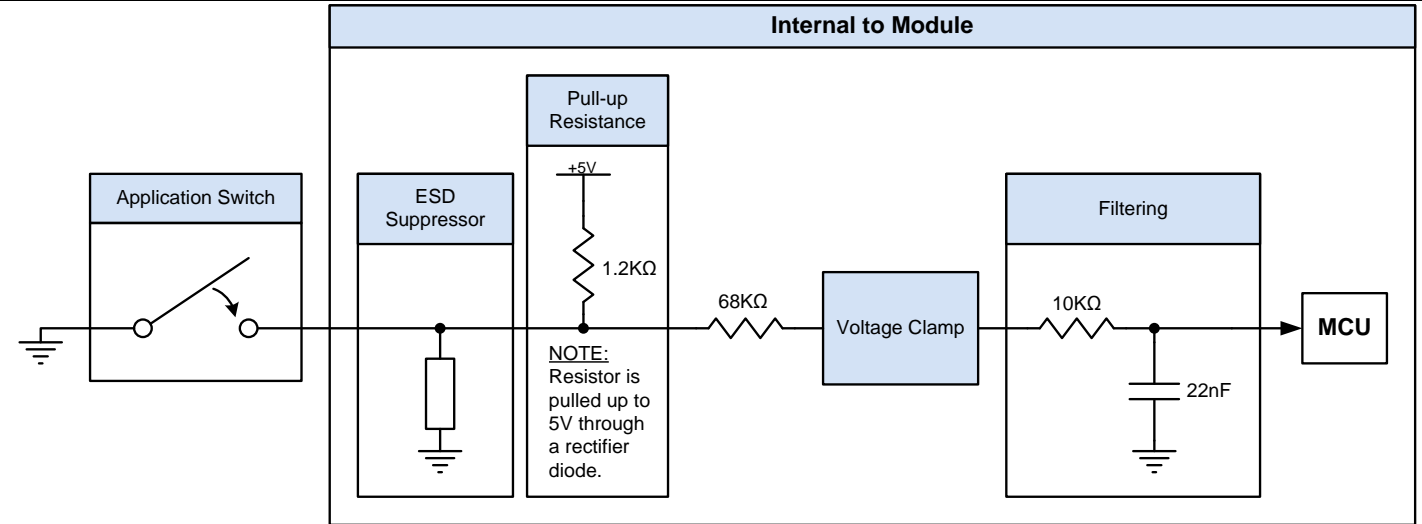 Internal to Module
Pull-up
Resistance
+5V
1.2KΩ
NOTE:
Resistor is
pulled up to
5V through
a rectifier
diode.
Application Switch
ESD
Suppressor
68KΩ
Voltage Clamp
Filtering
10KΩ
22nF
MCU